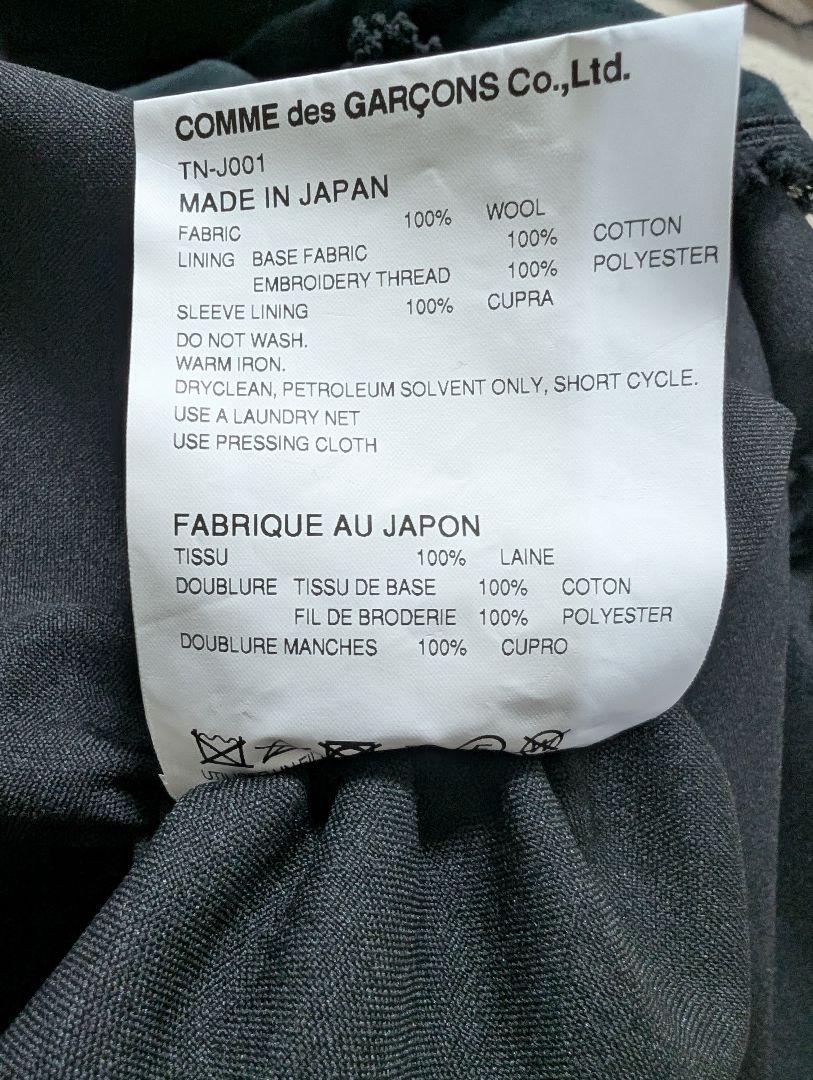 COMME des GARÇONS Co.,Ltd.
TN-J001
MADE IN JAPAN
FABRIC 100% WOOL
LINING BASE FABRIC 100% COTTON
EMBROIDERY THREAD 100% POLYESTER
SLEEVE LINING 100% CUPRA
DO NOT WASH.
WARM IRON.
DRYCLEAN, PETROLEUM SOLVENT ONLY, SHORT CYCLE.
USE A LAUNDRY NET
USE PRESSING CLOTH
FABRIQUE AU JAPON
TISSU 100% LAINE
DOUBLURE TISSU DE BASE 100% COTON
FIL DE BRODERIE 100% POLYESTER
DOUBLURE MANCHES 100% CUPRO